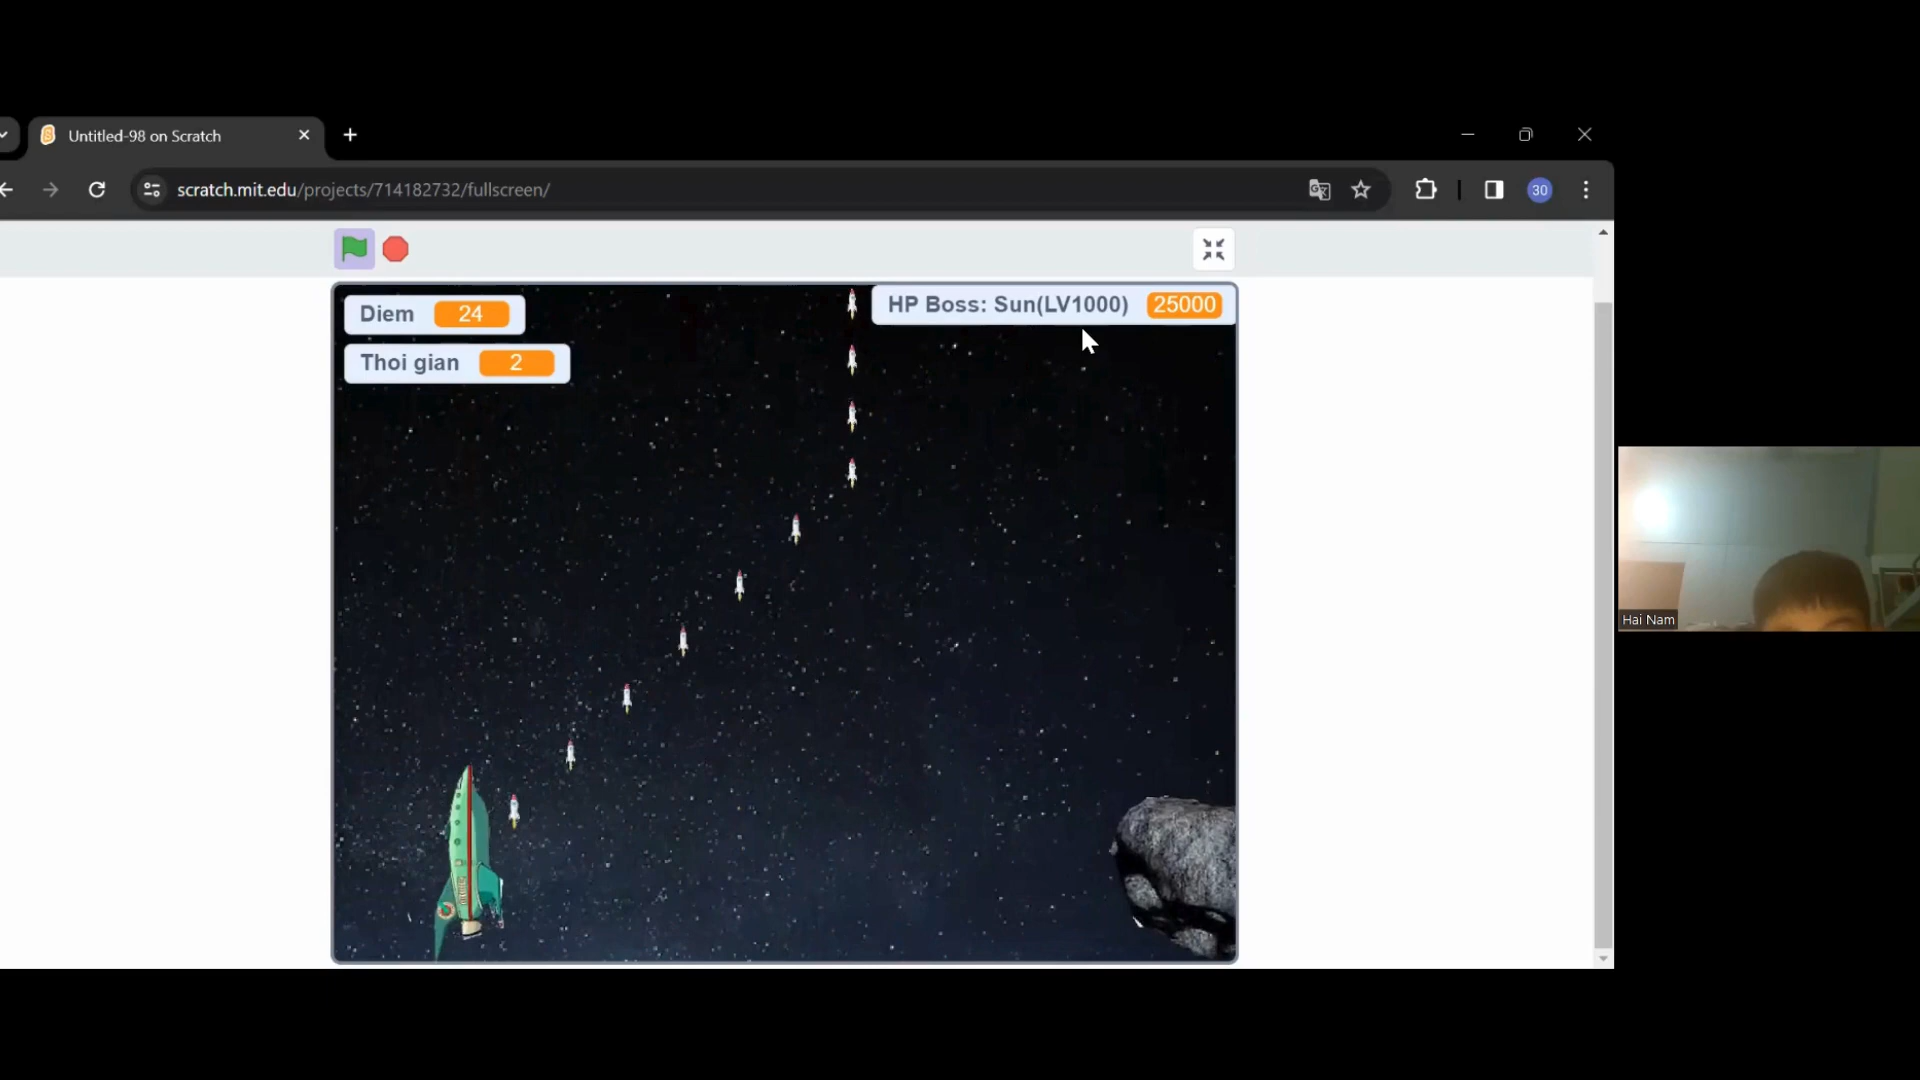 Untitled-98 on Scratch
scratch.mit.edu/projects/714182732/fullscreen/
30
Diem 24
HP Boss: Sun(LV1000) 25000
Thoi gian 2
Hai Nam